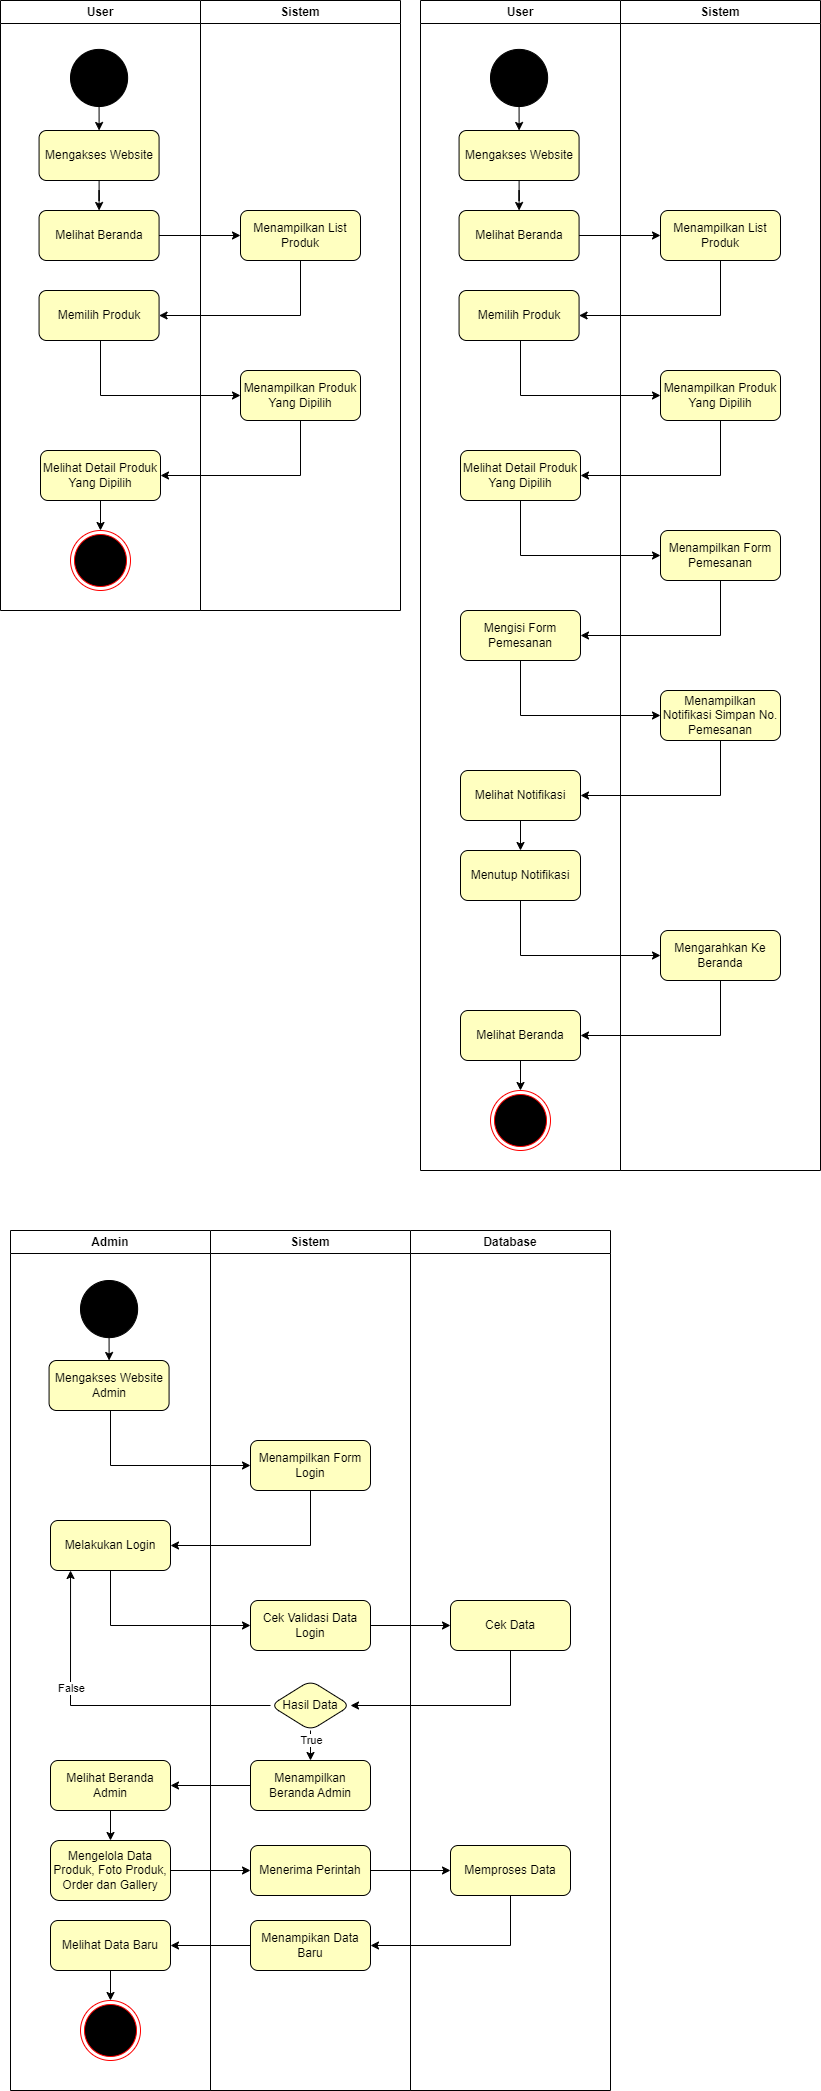 User
Sistem
Mengakses Website
Melihat Beranda
Menampilkan List
Produk
Memilih Produk
Menampilkan Produk
Yang Dipilih
Melihat Detail Produk
Yang Dipilih
User
Sistem
Mengakses Website
Melihat Beranda
Menampilkan List
Produk
Memilih Produk
Menampilkan Produk
Yang Dipilih
Melihat Detail Produk
Yang Dipilih
Menampilkan Form
Pemesanan
Mengisi Form
Pemesanan
Menampilkan
Notifikasi Simpan No.
Pemesanan
Melihat Notifikasi
Menutup Notifikasi
Mengarahkan Ke
Beranda
Melihat Beranda
Admin
Sistem
Database
Mengakses Website
Admin
Menampilkan Form
Login
Melakukan Login
Cek Validasi Data
Login
Cek Data
False
Hasil Data
True
Melihat Beranda
Admin
Menampilkan
Beranda Admin
Mengelola Data
Produk, Foto Produk,
Order dan Gallery
Menerima Perintah
Memproses Data
Melihat Data Baru
Menampikan Data
Baru